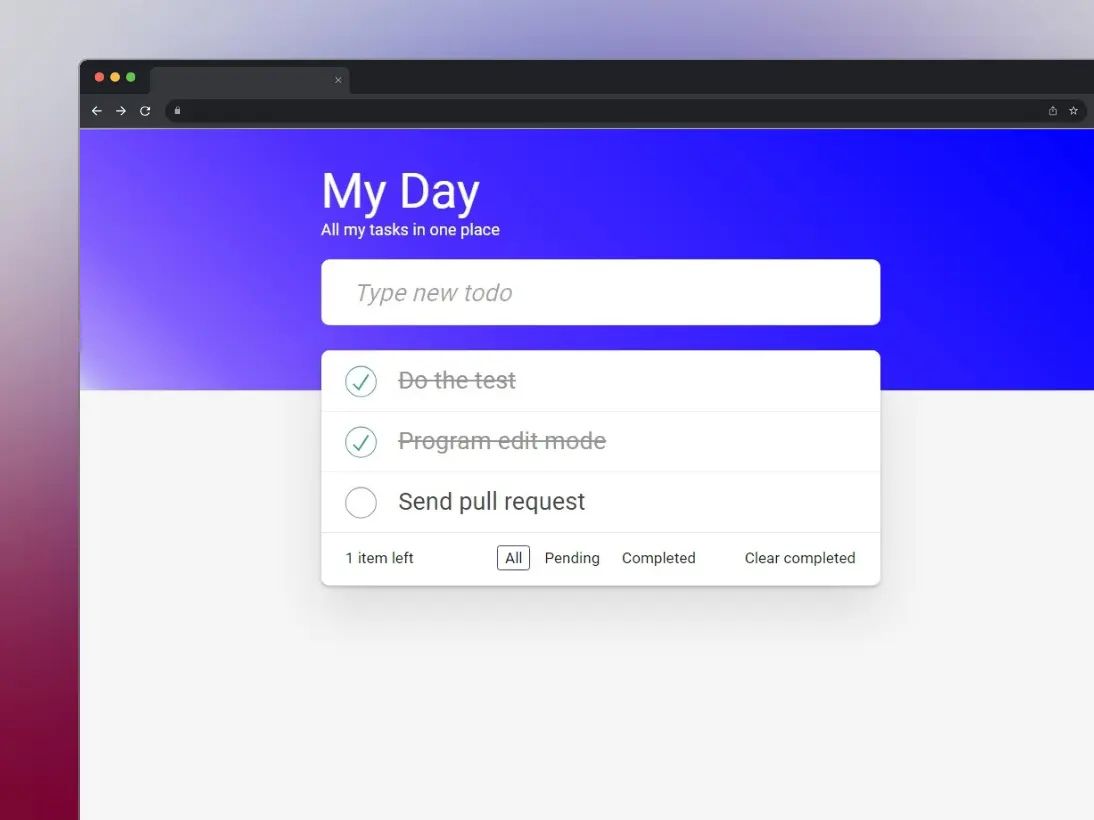 My Day
All my tasks in one place
Type new todo
Do the test
Program edit mode
Send pull request
1 item left All Pending Completed Clear completed